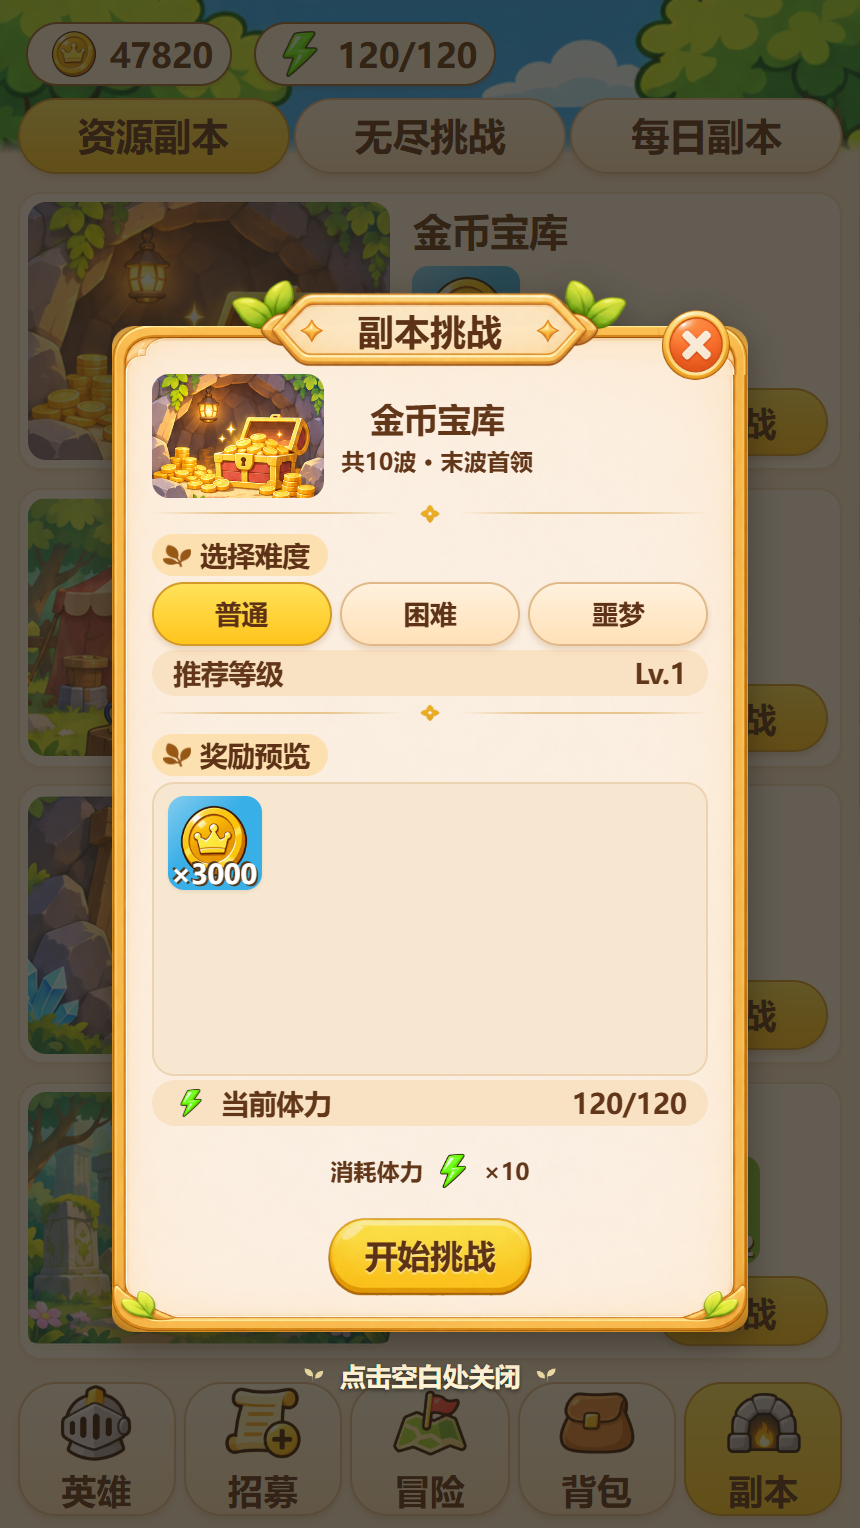 47820
120/120
资源副本
无尽挑战
每日副本
金币宝库
副本挑战
金币宝库
共10波·末波首领
选择难度
普通
困难
噩梦
推荐等级
Lv.1
奖励预览
×3000
当前体力
120/120
消耗体力
×10
开始挑战
战
战
战
战
点击空白处关闭
英雄
招募
冒险
背包
副本